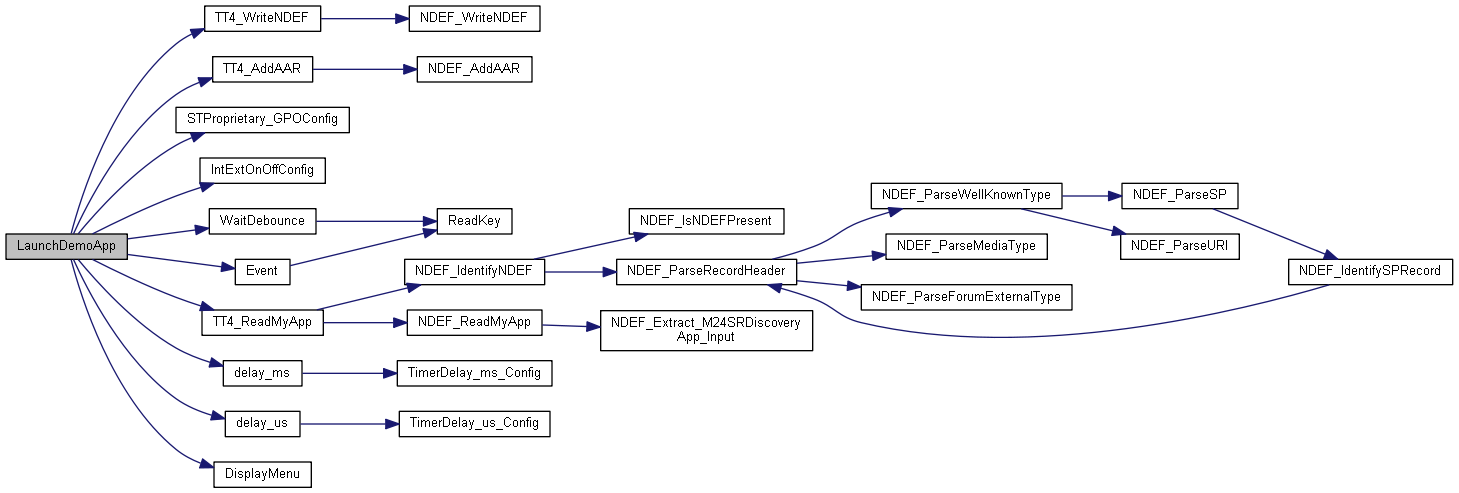 TT4_WriteNDEF
NDEF_WriteNDEF
TT4_AddAAR
NDEF_AddAAR
STProprietary_GPOConfig
IntExtOnOffConfig
NDEF_ParseWellKnownType
NDEF_ParseSP
WaitDebounce
ReadKey
NDEF_IsNDEFPresent
LaunchDemoApp
NDEF_ParseMediaType
NDEF_ParseURI
Event
NDEF_IdentifyNDEF
NDEF_ParseRecordHeader
NDEF_IdentifySPRecord
NDEF_ParseForumExternalType
TT4_ReadMyApp
NDEF_ReadMyApp
NDEF_Extract_M24SRDiscovery
App_Input
delay_ms
TimerDelay_ms_Config
delay_us
TimerDelay_us_Config
DisplayMenu